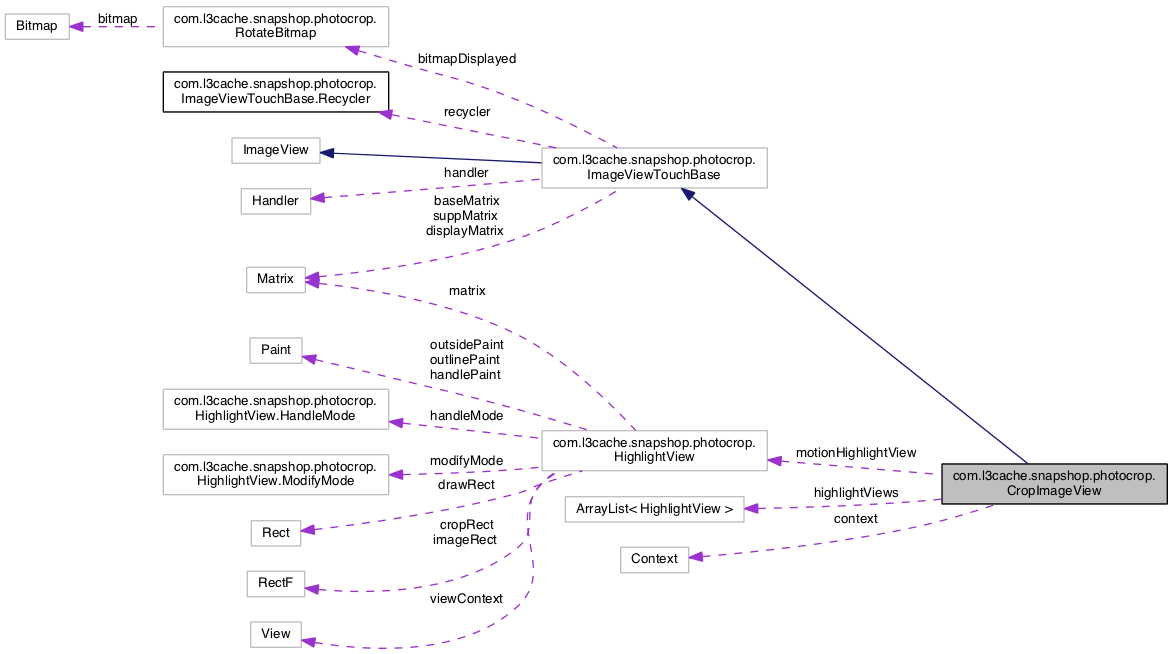 Bitmap
bitmap
com.l3cache.snapshop.photocrop.
RotateBitmap
bitmapDisplayed
com.l3cache.snapshop.photocrop.
ImageViewTouchBase.Recycler
recycler
ImageView
com.l3cache.snapshop.photocrop.
ImageViewTouchBase
handler
Handler
baseMatrix
suppMatrix
displayMatrix
Matrix
matrix
Paint
outsidePaint
outlinePaint
handlePaint
com.l3cache.snapshop.photocrop.
HighlightView.HandleMode
handleMode
com.l3cache.snapshop.photocrop.
HighlightView
motionHighlightView
com.l3cache.snapshop.photocrop.
CropImageView
com.l3cache.snapshop.photocrop.
HighlightView.ModifyMode
modifyMode
drawRect
highlightViews
ArrayList< HighlightView >
context
Rect
cropRect
imageRect
Context
RectF
viewContext
View